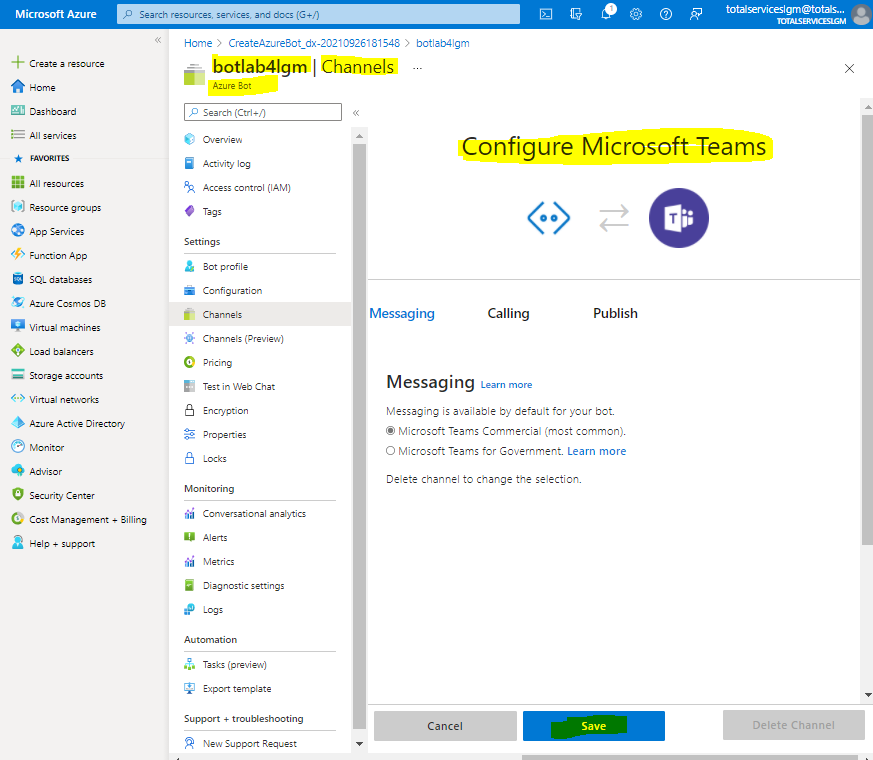 Microsoft Azure
Search resources, services, and docs (G+/)
1
totalserviceslgm@totals...
TOTALSERVICESLGM
«
Create a resource
Home
Dashboard
All services
FAVORITES
All resources
Resource groups
App Services
Function App
SQL databases
Azure Cosmos DB
Virtual machines
Load balancers
Storage accounts
Virtual networks
Azure Active Directory
Monitor
Advisor
Security Center
Cost Management + Billing
Help + support
Home > CreateAzureBot_dx-20210926181548 > botlab4lgm
botlab4lgm | Channels ...
Azure Bot
Search (Ctrl+/)
«
Overview
Activity log
Access control (IAM)
Tags
Settings
Bot profile
Configuration
Channels
Channels (Preview)
Pricing
Test in Web Chat
Encryption
Properties
Locks
Monitoring
Conversational analytics
Alerts
Metrics
Diagnostic settings
Logs
Automation
Tasks (preview)
Export template
Support + troubleshooting
New Support Request
Configure Microsoft Teams
T
Messaging Calling Publish
Messaging Learn more
Messaging is available by default for your bot.
Microsoft Teams Commercial (most common).
Microsoft Teams for Government. Learn more
Delete channel to change the selection.
Cancel Save Delete Channel